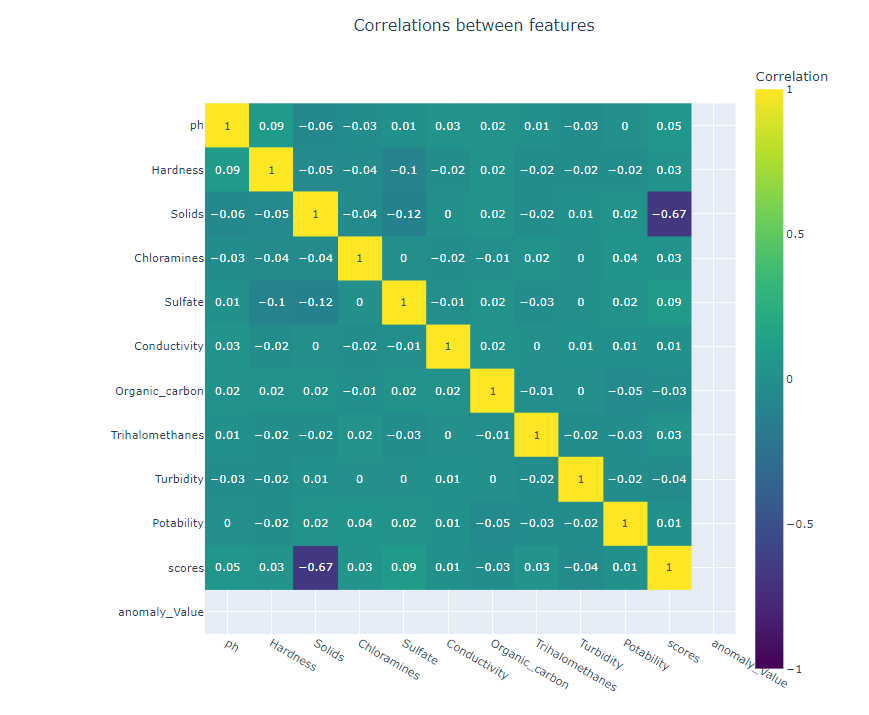 Correlations between features
Correlation
ph 1 0.09 −0.06 −0.03 0.01 0.03 0.02 0.01 −0.03 0 0.05
Hardness 0.09 1 −0.05 −0.04 −0.1 −0.02 0.02 −0.02 −0.02 −0.02 0.03
Solids −0.06 −0.05 1 −0.04 −0.12 0 0.02 −0.02 0.01 0.02 −0.67
Chloramines −0.03 −0.04 −0.04 1 0 −0.02 −0.01 0.02 0 0.04 0.03
Sulfate 0.01 −0.1 −0.12 0 1 −0.01 0.02 −0.03 0 0.02 0.09
Conductivity 0.03 −0.02 0 −0.02 −0.01 1 0.02 0 0.01 0.01 0.01
Organic_carbon 0.02 0.02 0.02 −0.01 0.02 0.02 1 −0.01 0 −0.05 −0.03
Trihalomethanes 0.01 −0.02 −0.02 0.02 −0.03 0 −0.01 1 −0.02 −0.03 0.03
Turbidity −0.03 −0.02 0.01 0 0 0.01 0 −0.02 1 −0.02 −0.04
Potability 0 −0.02 0.02 0.04 0.02 0.01 −0.05 −0.03 −0.02 1 0.01
scores 0.05 0.03 −0.67 0.03 0.09 0.01 −0.03 0.03 −0.04 0.01 1
anomaly_Value
ph Hardness Solids Chloramines Sulfate Conductivity Organic_carbon Trihalomethanes Turbidity Potability scores anomaly_Value
1
0.5
0
−0.5
−1